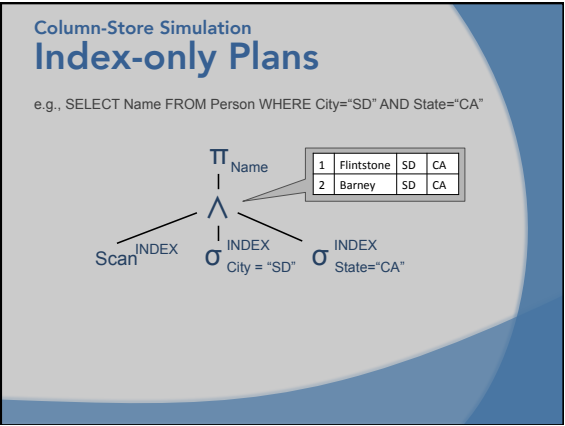 Column-Store Simulation
Index-only Plans
e.g., SELECT Name FROM Person WHERE City="SD" AND State="CA"
π Name
1 Flintstone SD CA
2 Barney SD CA
∧
Scan INDEX
σ INDEX City = "SD"
σ INDEX State="CA"